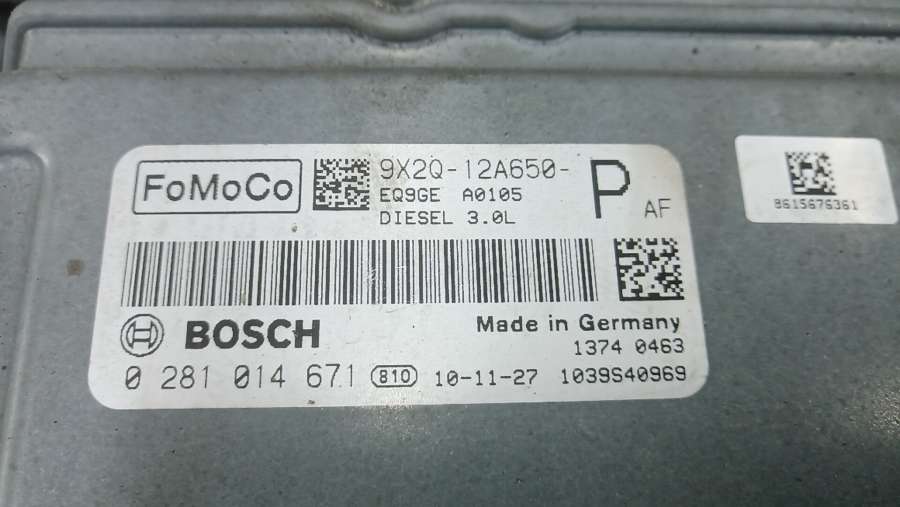 FoMoCo
9X2Q-12A650-
P
AF
EQ9GE A0105
DIESEL 3.0L
BOSCH
Made in Germany
1374 0463
0 281 014 671 810 10-11-27 1039S40969
8615676361